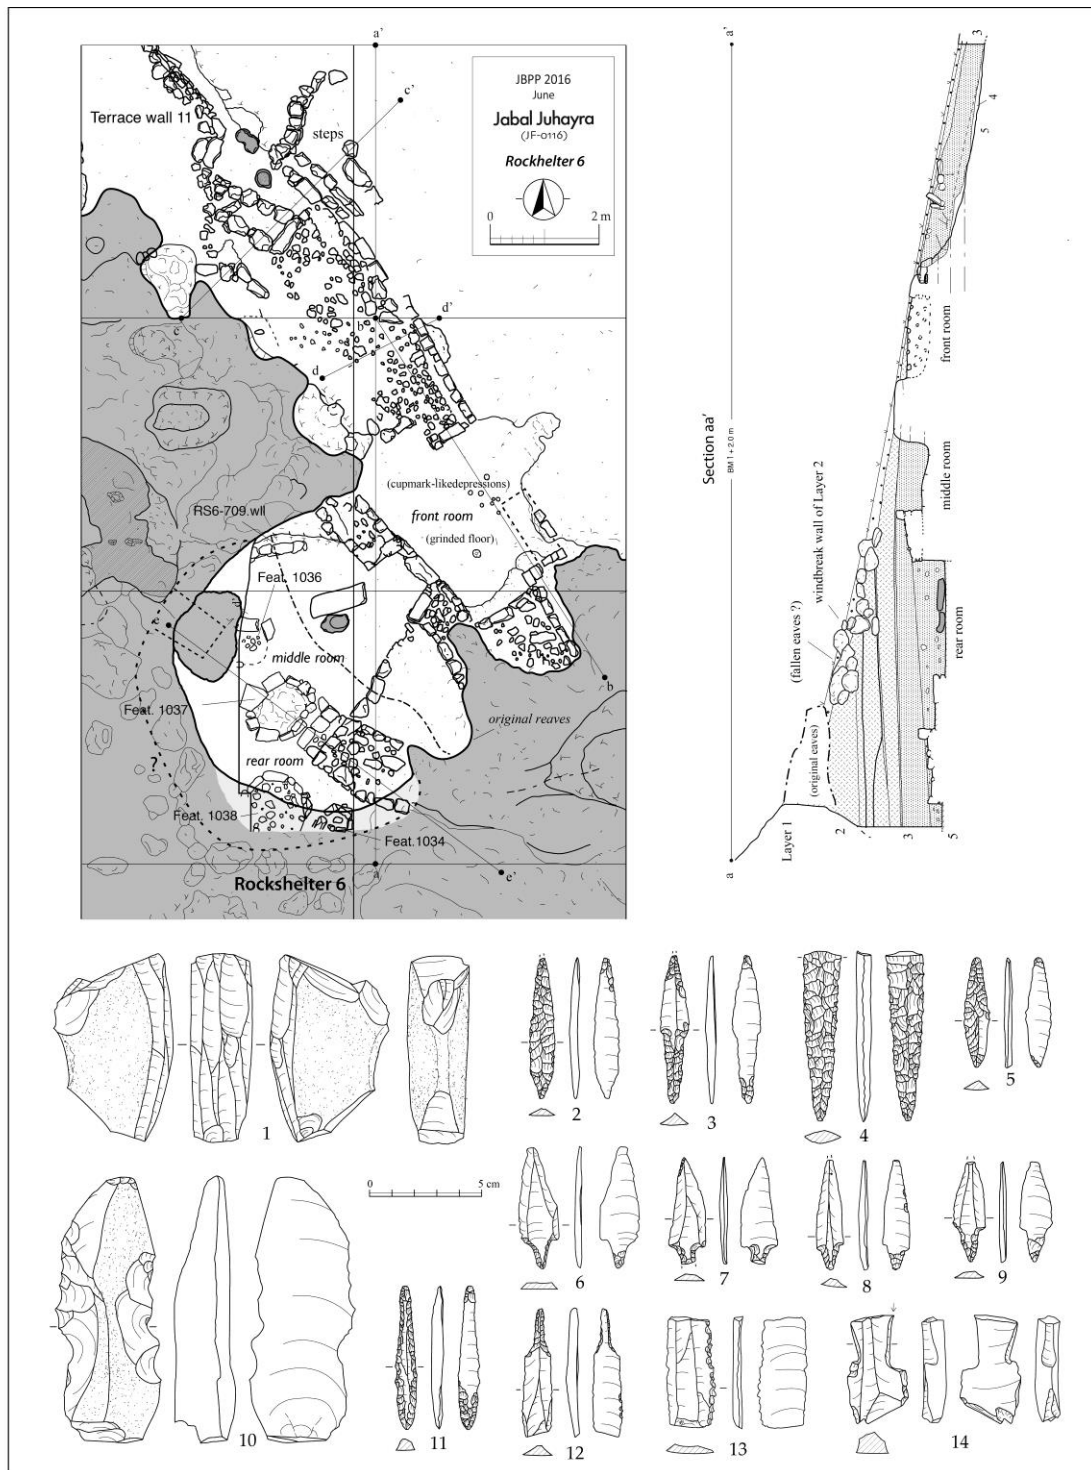 JBPP 2016
June
Jabal Juhayra
(JF-0116)
Rockhelter 6
0 2 m
a'
c'
Terrace wall 11
steps
c
b'
d'
d
(cupmark-likedepressions)
front room
(grinded floor)
RS6-709.wll
Feat. 1036
e
middle room
b
Feat. 1037
original reaves
rear room
?
Feat. 1038
Feat.1034
a
e'
Rockshelter 6
a'
Section aa'
BM 1 + 2.0 m
a
3
4
5
front room
middle room
windbreak wall of Layer 2
(fallen eaves ?)
rear room
(original eaves)
Layer 1
2
3
5
1
2
3
4
5
0 5 cm
6
7
8
9
10
11
12
13
14